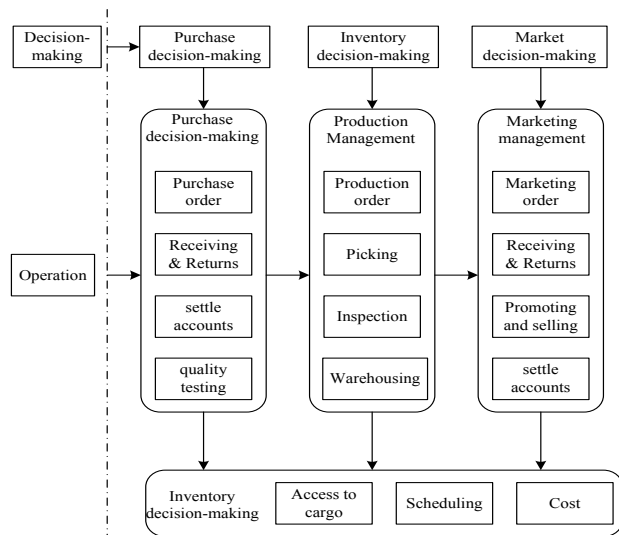 Decision-
making
Purchase
decision-making
Inventory
decision-making
Market
decision-making
Purchase
decision-making
Production
Management
Marketing
management
Purchase
order
Production
order
Marketing
order
Operation
Receiving
& Returns
Picking
Receiving
& Returns
settle
accounts
Inspection
Promoting
and selling
quality
testing
Warehousing
settle
accounts
Inventory
decision-making
Access to
cargo
Scheduling
Cost